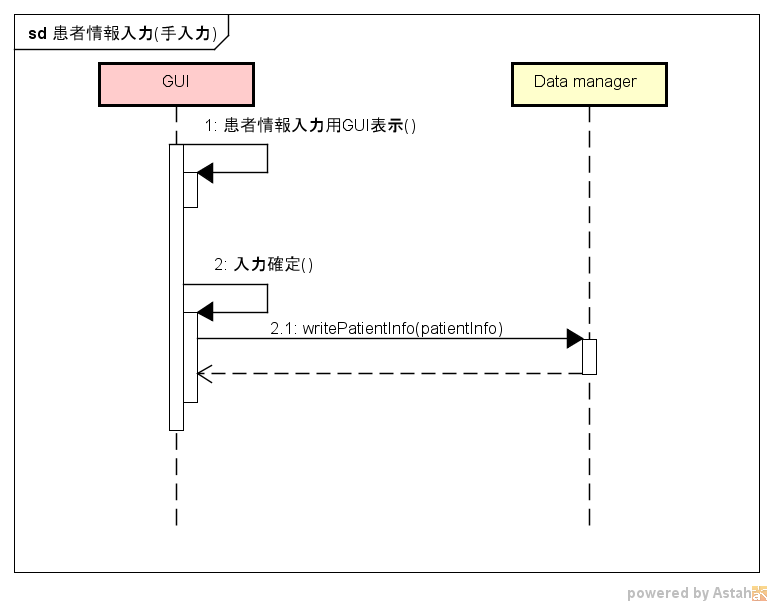 sd 患者情報入力(手入力)
GUI
Data manager
1: 患者情報入力用GUI表示()
2: 入力確定()
2.1: writePatientInfo(patientInfo)
powered by Astah